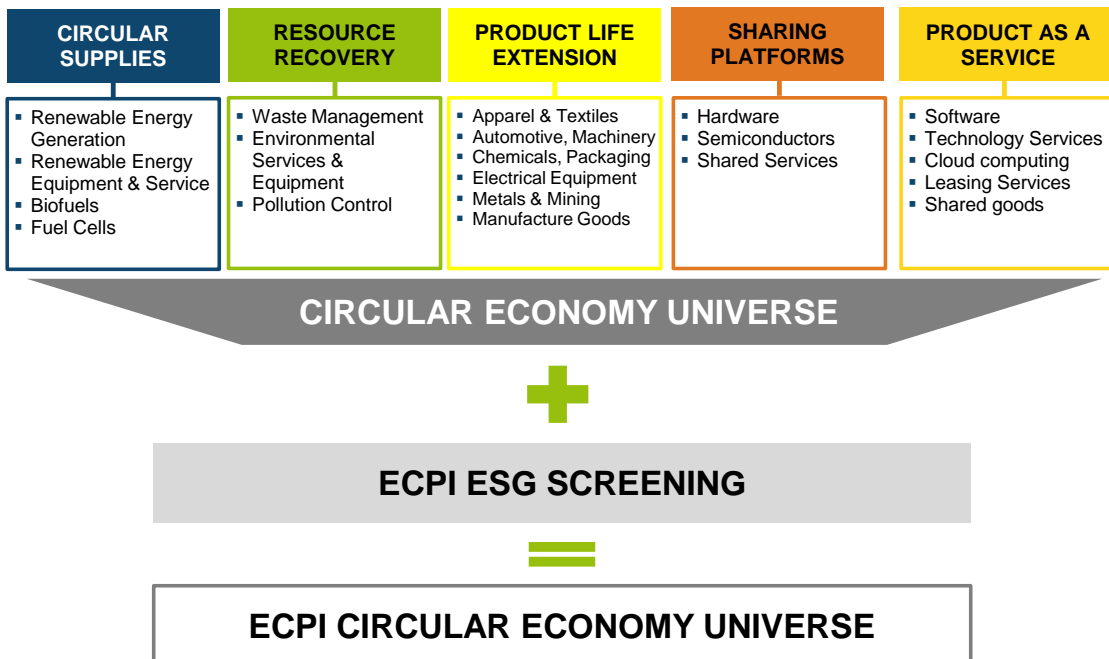 CIRCULAR
SUPPLIES
▪ Renewable Energy
Generation
▪ Renewable Energy
Equipment & Service
▪ Biofuels
▪ Fuel Cells
RESOURCE
RECOVERY
▪ Waste Management
▪ Environmental
Services &
Equipment
▪ Pollution Control
PRODUCT LIFE
EXTENSION
▪ Apparel & Textiles
▪ Automotive, Machinery
▪ Chemicals, Packaging
▪ Electrical Equipment
▪ Metals & Mining
▪ Manufacture Goods
SHARING
PLATFORMS
▪ Hardware
▪ Semiconductors
▪ Shared Services
PRODUCT AS A
SERVICE
▪ Software
▪ Technology Services
▪ Cloud computing
▪ Leasing Services
▪ Shared goods
CIRCULAR ECONOMY UNIVERSE
+
ECPI ESG SCREENING
=
ECPI CIRCULAR ECONOMY UNIVERSE